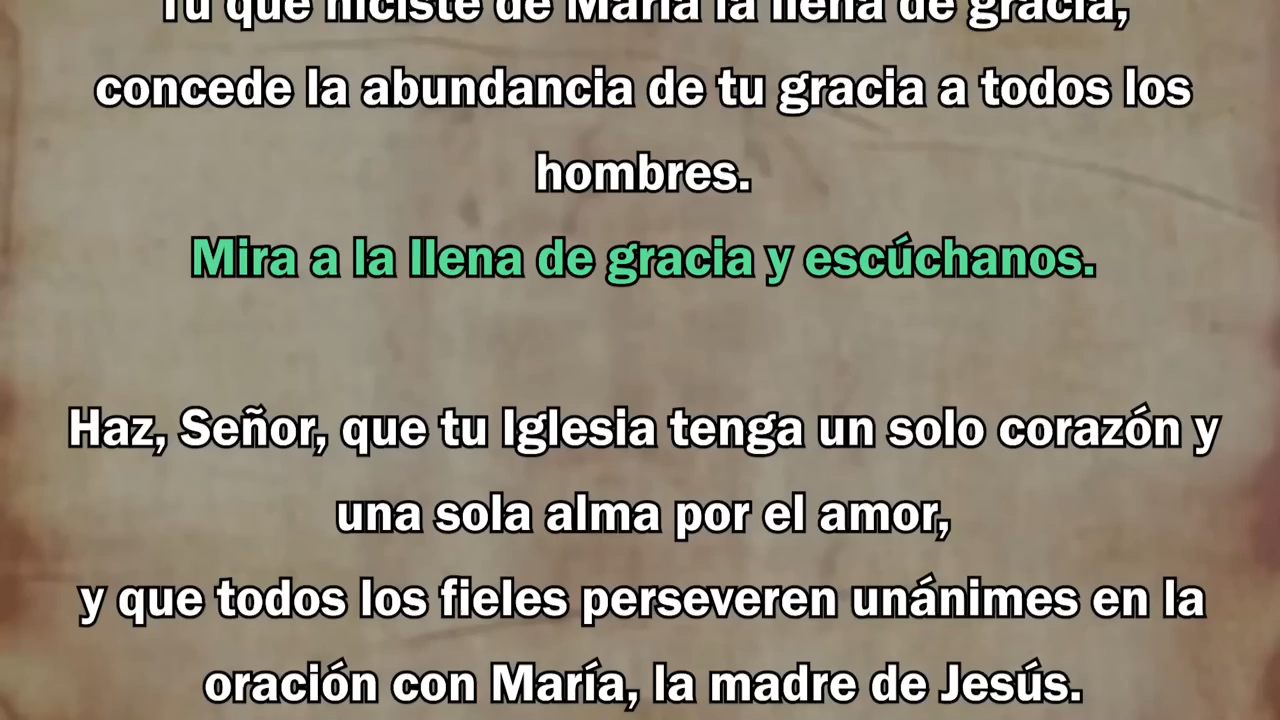 Tú que hiciste de María la llena de gracia,
concede la abundancia de tu gracia a todos los
hombres.
Mira a la llena de gracia y escúchanos.
Haz, Señor, que tu Iglesia tenga un solo corazón y
una sola alma por el amor,
y que todos los fieles perseveren unánimes en la
oración con María, la madre de Jesús.